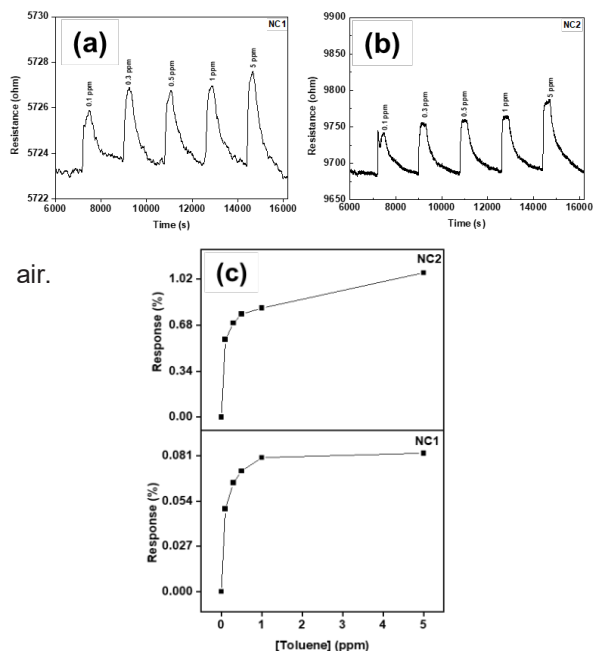 (a)
NC1
5730
5728
5726
5724
5722
Resistance (ohm)
0.1 ppm
0.3 ppm
0.5 ppm
1 ppm
5 ppm
6000 8000 10000 12000 14000 16000
Time (s)
(b)
NC2
9900
9850
9800
9750
9700
9650
Resistance (ohm)
0.1 ppm
0.3 ppm
0.5 ppm
1 ppm
5 ppm
6000 8000 10000 12000 14000 16000
Time (s)
air.
(c)
NC2
1.02
0.68
0.34
0.00
Response (%)
NC1
0.081
0.054
0.027
0.000
Response (%)
0 1 2 3 4 5
[Toluene] (ppm)